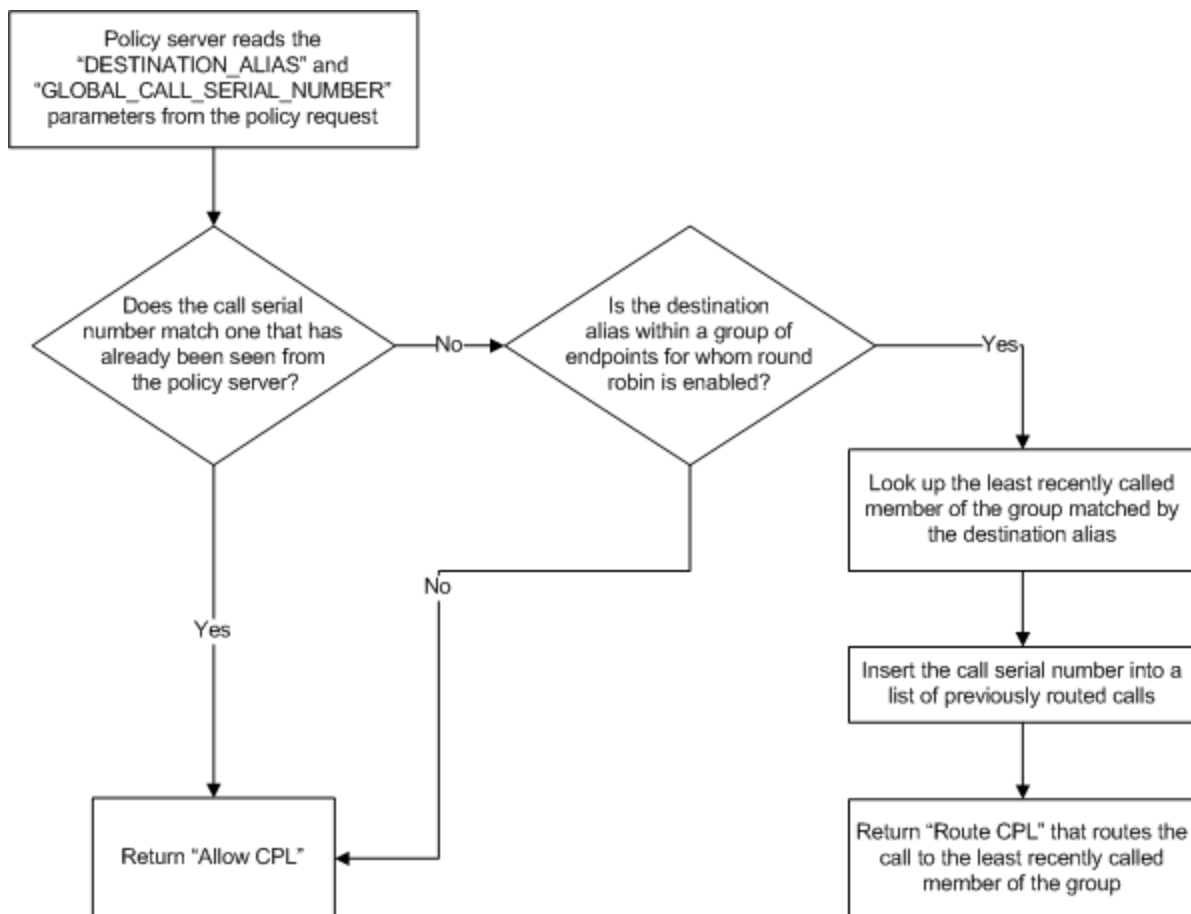 Policy server reads the
“DESTINATION_ALIAS” and
“GLOBAL_CALL_SERIAL_NUMBER”
parameters from the policy request
Does the call serial
number match one that has
already been seen from
the policy server?
No
Is the destination
alias within a group of
endpoints for whom round
robin is enabled?
Yes
Look up the least recently called
member of the group matched by
the destination alias
No
Yes
Insert the call serial number into a
list of previously routed calls
Return “Allow CPL”
Return “Route CPL” that routes the
call to the least recently called
member of the group